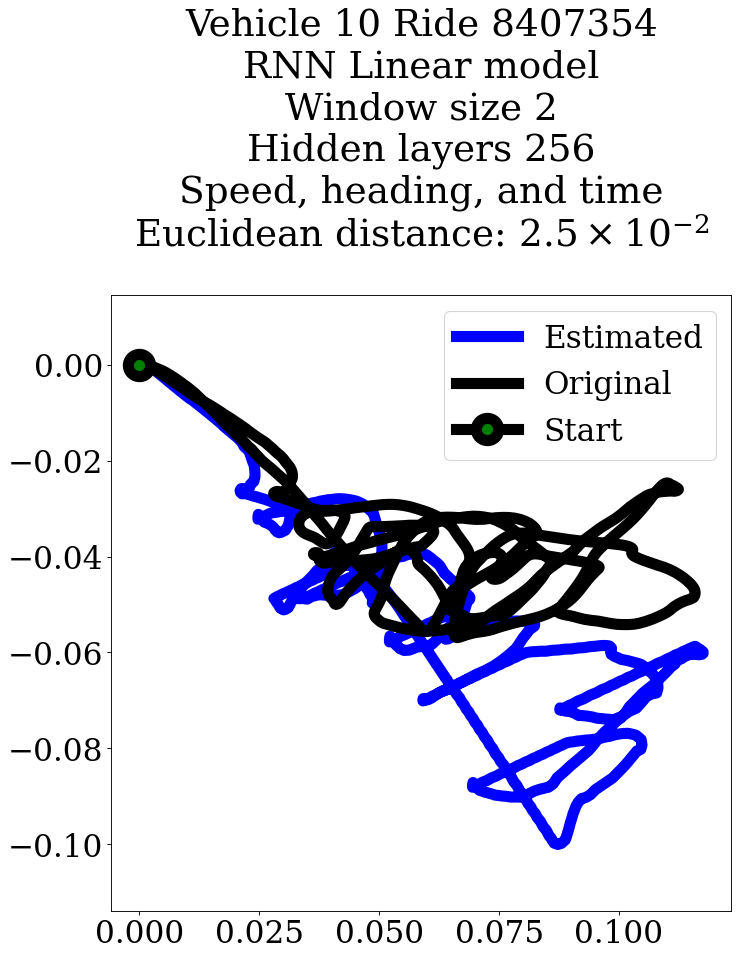 Vehicle 10 Ride 8407354
RNN Linear model
Window size 2
Hidden layers 256
Speed, heading, and time
Euclidean distance: 2.5 × 10⁻²
Estimated
Original
Start
0.00
−0.02
−0.04
−0.06
−0.08
−0.10
0.000 0.025 0.050 0.075 0.100